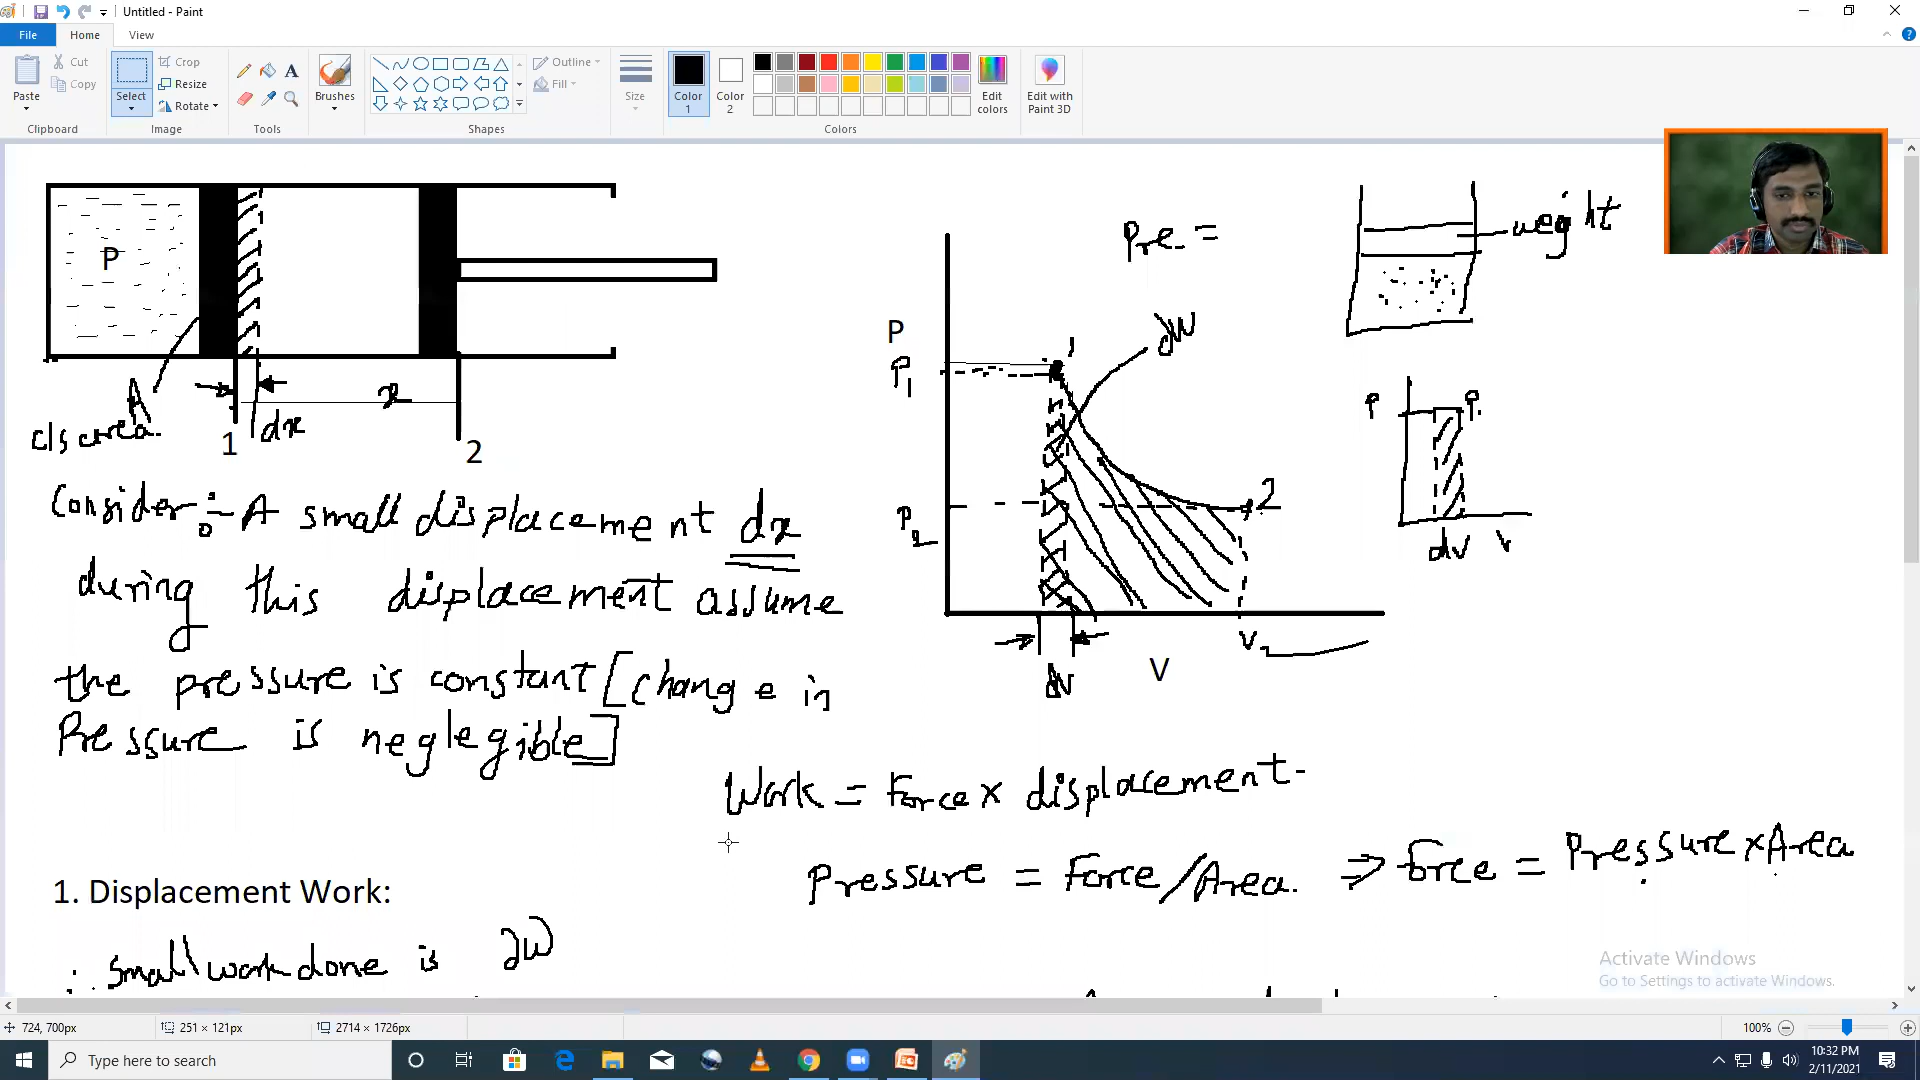 Untitled - Paint
File Home View
Paste Cut Copy Clipboard
Select Crop Resize Rotate Image
Tools
Brushes
Outline Fill Shapes
Size
Color 1 Color 2 Edit colors Edit with Paint 3D Colors
P
A
c/s area.
dx
x
1
2
Consider :- A small displacement dx
during this displacement assume
the pressure is constant [change in
Pressure is neglegible]
Pre. =
weight
P
P1
P2
1
2
∂W
dV
V2
V
P
P.
dV V
Work = Force x displacement
Pressure = Force/Area. ⇒ Force = Pressure x Area
1. Displacement Work:
∴ small work done is ∂W
Activate Windows
Go to Settings to activate Windows.
724, 700px 251 × 121px 2714 × 1726px 100%
Type here to search
10:32 PM
2/11/2021